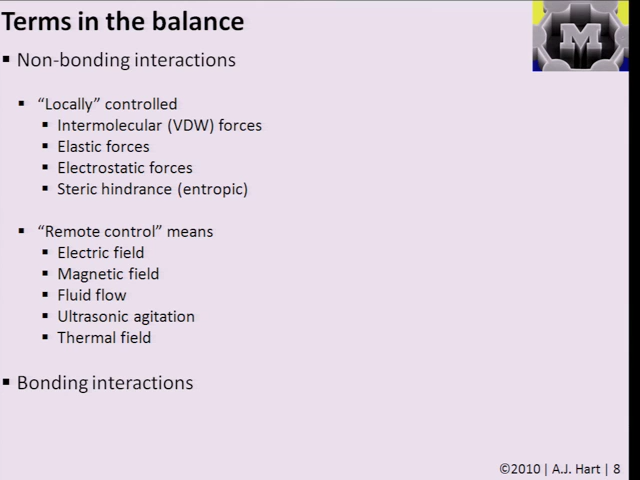 Terms in the balance
M
▪ Non-bonding interactions
▪ “Locally” controlled
▪ Intermolecular (VDW) forces
▪ Elastic forces
▪ Electrostatic forces
▪ Steric hindrance (entropic)
▪ “Remote control” means
▪ Electric field
▪ Magnetic field
▪ Fluid flow
▪ Ultrasonic agitation
▪ Thermal field
▪ Bonding interactions
©2010 | A.J. Hart | 8